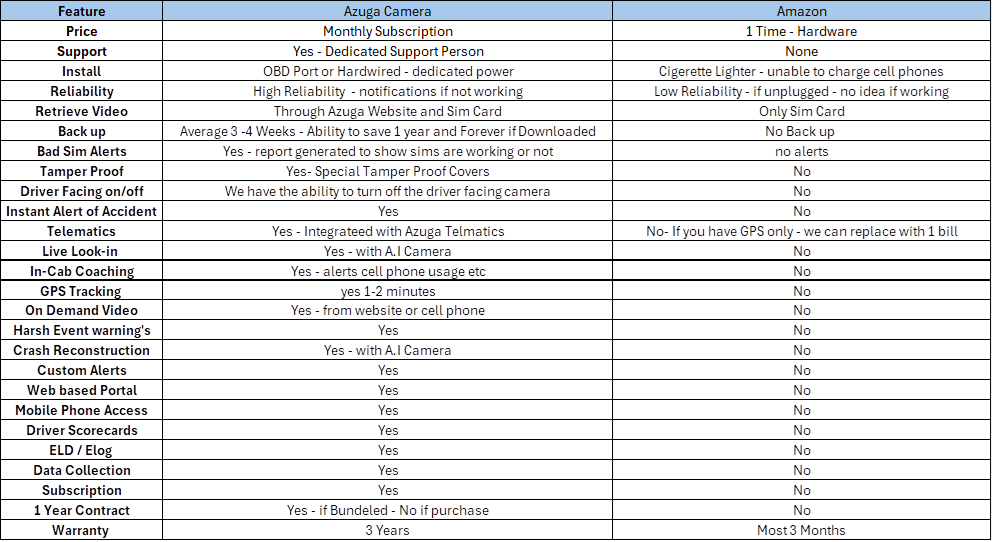 Feature Azuga Camera Amazon
Price Monthly Subscription 1 Time - Hardware
Support Yes - Dedicated Support Person None
Install OBD Port or Hardwired - dedicated power Cigerette Lighter - unable to charge cell phones
Reliability High Reliability - notifications if not working Low Reliability - if unplugged - no idea if working
Retrieve Video Through Azuga Website and Sim Card Only Sim Card
Back up Average 3 -4 Weeks - Ability to save 1 year and Forever if Downloaded No Back up
Bad Sim Alerts Yes - report generated to show sims are working or not no alerts
Tamper Proof Yes- Special Tamper Proof Covers No
Driver Facing on/off We have the ability to turn off the driver facing camera No
Instant Alert of Accident Yes No
Telematics Yes - Integrateed with Azuga Telmatics No- If you have GPS only - we can replace with 1 bill
Live Look-in Yes - with A.I Camera No
In-Cab Coaching Yes - alerts cell phone usage etc No
GPS Tracking yes 1-2 minutes No
On Demand Video Yes - from website or cell phone No
Harsh Event warning's Yes No
Crash Reconstruction Yes - with A.I Camera No
Custom Alerts Yes No
Web based Portal Yes No
Mobile Phone Access Yes No
Driver Scorecards Yes No
ELD / Elog Yes No
Data Collection Yes No
Subscription Yes No
1 Year Contract Yes - if Bundeled - No if purchase No
Warranty 3 Years Most 3 Months